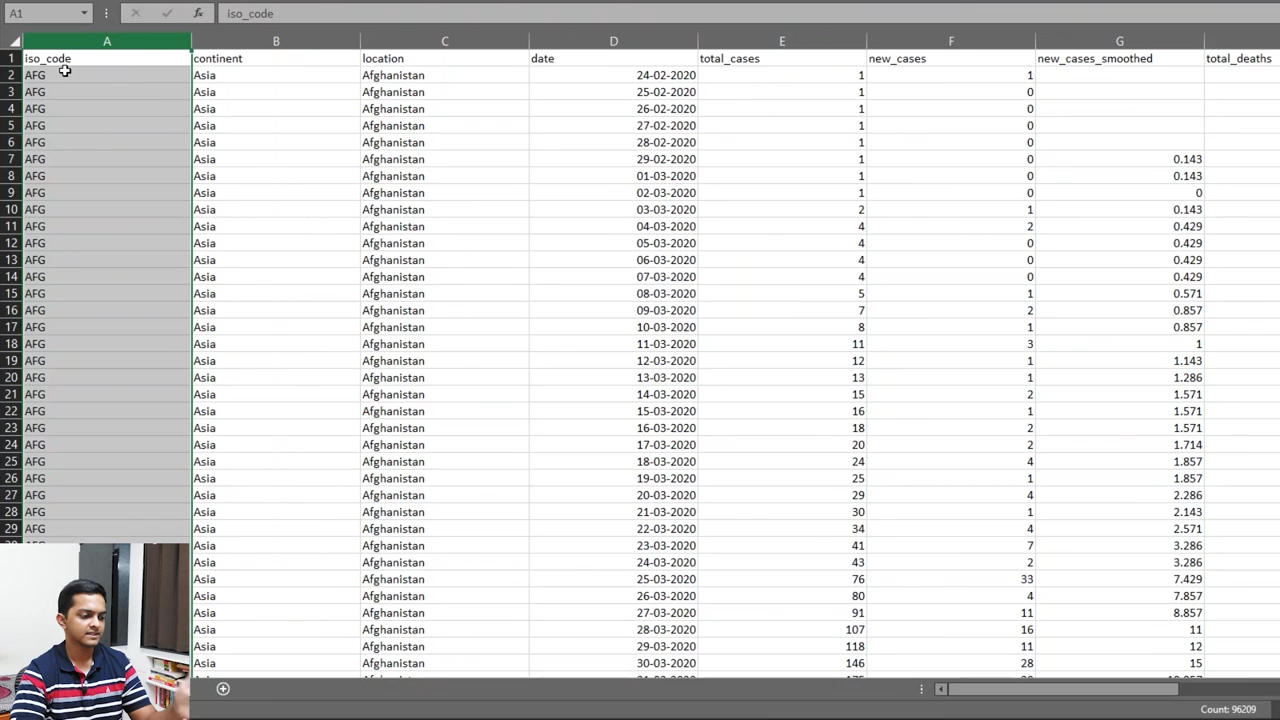 A1 fx iso_code
A B C D E F G
1 iso_code continent location date total_cases new_cases new_cases_smoothed total_deaths
2 AFG Asia Afghanistan 24-02-2020 1 1
3 AFG Asia Afghanistan 25-02-2020 1 0
4 AFG Asia Afghanistan 26-02-2020 1 0
5 AFG Asia Afghanistan 27-02-2020 1 0
6 AFG Asia Afghanistan 28-02-2020 1 0
7 AFG Asia Afghanistan 29-02-2020 1 0 0.143
8 AFG Asia Afghanistan 01-03-2020 1 0 0.143
9 AFG Asia Afghanistan 02-03-2020 1 0 0
10 AFG Asia Afghanistan 03-03-2020 2 1 0.143
11 AFG Asia Afghanistan 04-03-2020 4 2 0.429
12 AFG Asia Afghanistan 05-03-2020 4 0 0.429
13 AFG Asia Afghanistan 06-03-2020 4 0 0.429
14 AFG Asia Afghanistan 07-03-2020 4 0 0.429
15 AFG Asia Afghanistan 08-03-2020 5 1 0.571
16 AFG Asia Afghanistan 09-03-2020 7 2 0.857
17 AFG Asia Afghanistan 10-03-2020 8 1 0.857
18 AFG Asia Afghanistan 11-03-2020 11 3 1
19 AFG Asia Afghanistan 12-03-2020 12 1 1.143
20 AFG Asia Afghanistan 13-03-2020 13 1 1.286
21 AFG Asia Afghanistan 14-03-2020 15 2 1.571
22 AFG Asia Afghanistan 15-03-2020 16 1 1.571
23 AFG Asia Afghanistan 16-03-2020 18 2 1.571
24 AFG Asia Afghanistan 17-03-2020 20 2 1.714
25 AFG Asia Afghanistan 18-03-2020 24 4 1.857
26 AFG Asia Afghanistan 19-03-2020 25 1 1.857
27 AFG Asia Afghanistan 20-03-2020 29 4 2.286
28 AFG Asia Afghanistan 21-03-2020 30 1 2.143
29 AFG Asia Afghanistan 22-03-2020 34 4 2.571
Asia Afghanistan 23-03-2020 41 7 3.286
Asia Afghanistan 24-03-2020 43 2 3.286
Asia Afghanistan 25-03-2020 76 33 7.429
Asia Afghanistan 26-03-2020 80 4 7.857
Asia Afghanistan 27-03-2020 91 11 8.857
Asia Afghanistan 28-03-2020 107 16 11
Asia Afghanistan 29-03-2020 118 11 12
Asia Afghanistan 30-03-2020 146 28 15
Count: 96209